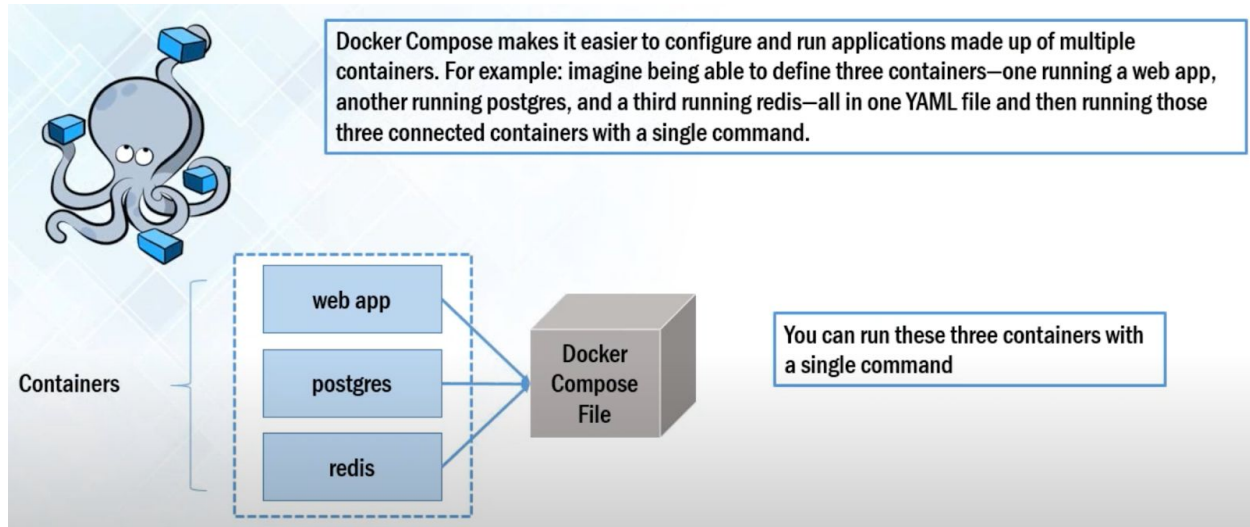 Docker Compose makes it easier to configure and run applications made up of multiple
containers. For example: imagine being able to define three containers—one running a web app,
another running postgres, and a third running redis—all in one YAML file and then running those
three connected containers with a single command.
web app
postgres
redis
Containers
Docker
Compose
File
You can run these three containers with
a single command